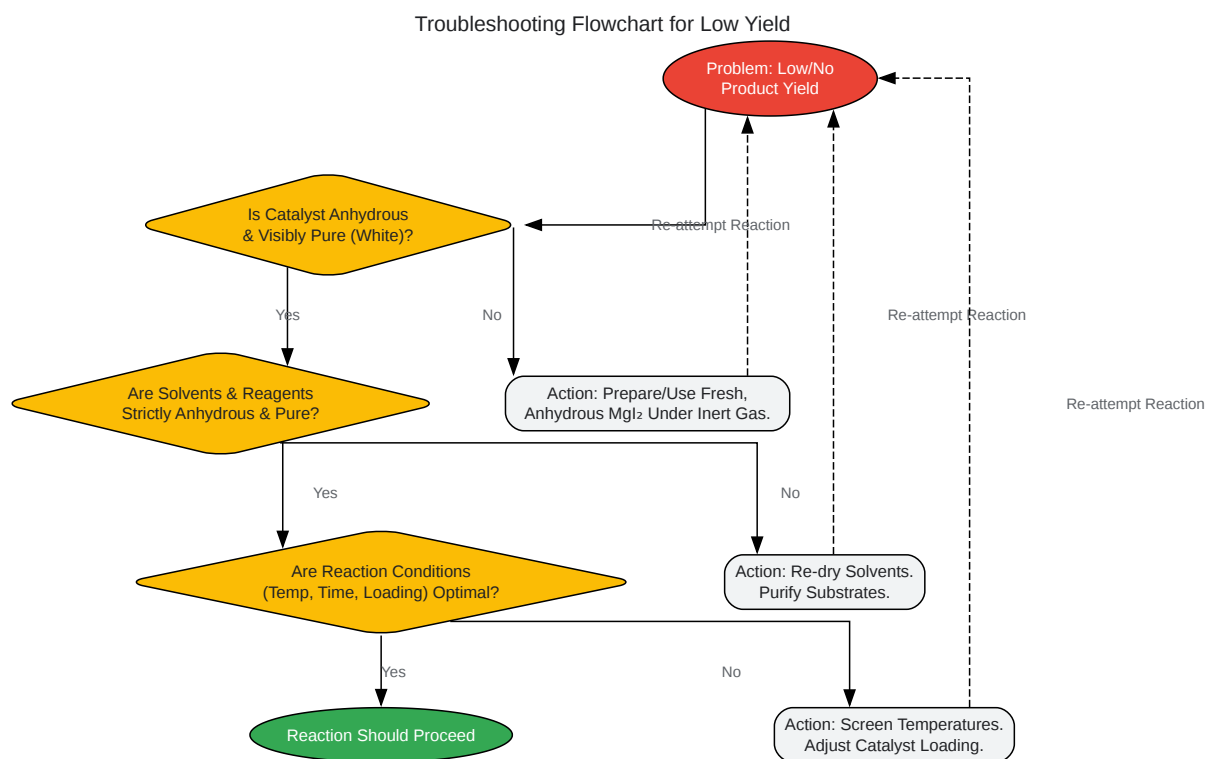 Troubleshooting Flowchart for Low Yield
Problem: Low/No
Product Yield
Is Catalyst Anhydrous
& Visibly Pure (White)?
Re-attempt Reaction
Yes
No
Re-attempt Reaction
Are Solvents & Reagents
Strictly Anhydrous & Pure?
Action: Prepare/Use Fresh,
Anhydrous MgI₂ Under Inert Gas.
Re-attempt Reaction
Yes
No
Are Reaction Conditions
(Temp, Time, Loading) Optimal?
Action: Re-dry Solvents.
Purify Substrates.
Yes
No
Reaction Should Proceed
Action: Screen Temperatures.
Adjust Catalyst Loading.